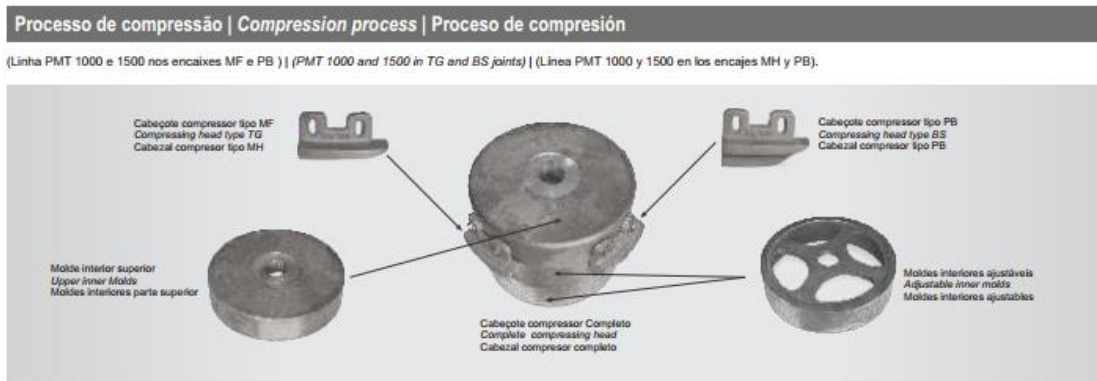 Processo de compressão | Compression process | Proceso de compresión
(Linha PMT 1000 e 1500 nos encaixes MF e PB ) | (PMT 1000 and 1500 in TG and BS joints) | (Línea PMT 1000 y 1500 en los encajes MH y PB).
Cabeçote compressor tipo MF
Compressing head type TG
Cabezal compresor tipo MH
Cabeçote compressor tipo PB
Compressing head type BS
Cabezal compresor tipo PB
Molde interior superior
Upper inner Molds
Moldes interiores parte superior
Moldes interiores ajustáveis
Adjustable inner molds
Moldes interiores ajustables
Cabeçote compressor Completo
Complete compressing head
Cabezal compresor completo